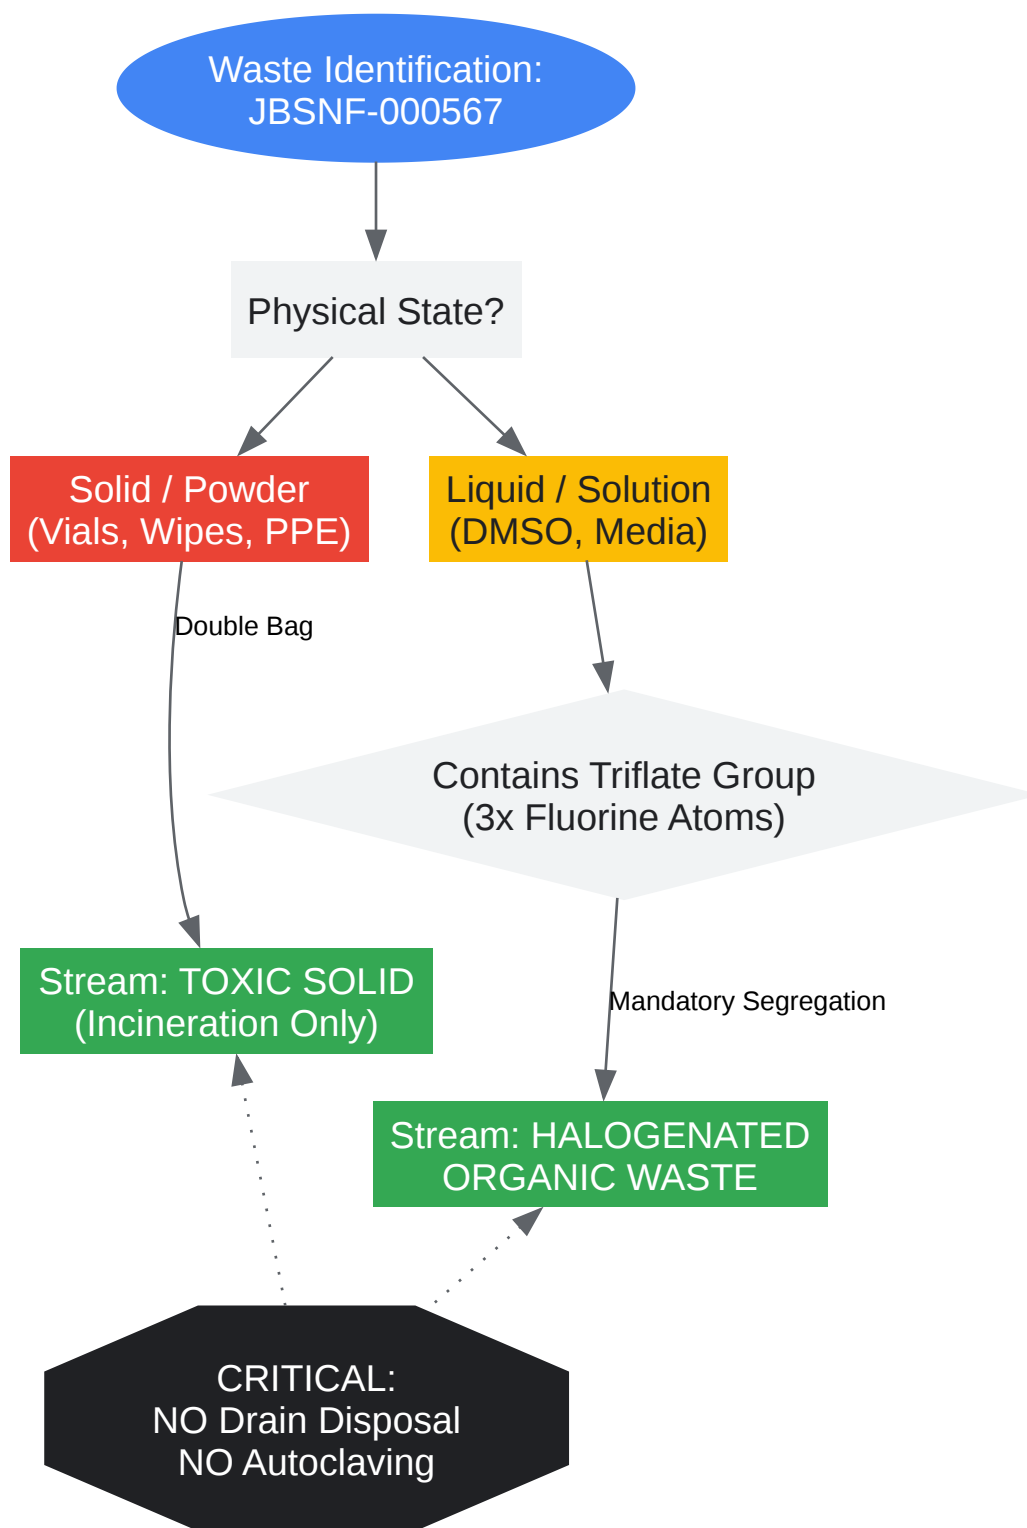 Waste Identification:
JBSNF-000567
Physical State?
Solid / Powder
(Vials, Wipes, PPE)
Liquid / Solution
(DMSO, Media)
Double Bag
Contains Triflate Group
(3x Fluorine Atoms)
Stream: TOXIC SOLID
(Incineration Only)
Mandatory Segregation
Stream: HALOGENATED
ORGANIC WASTE
CRITICAL:
NO Drain Disposal
NO Autoclaving